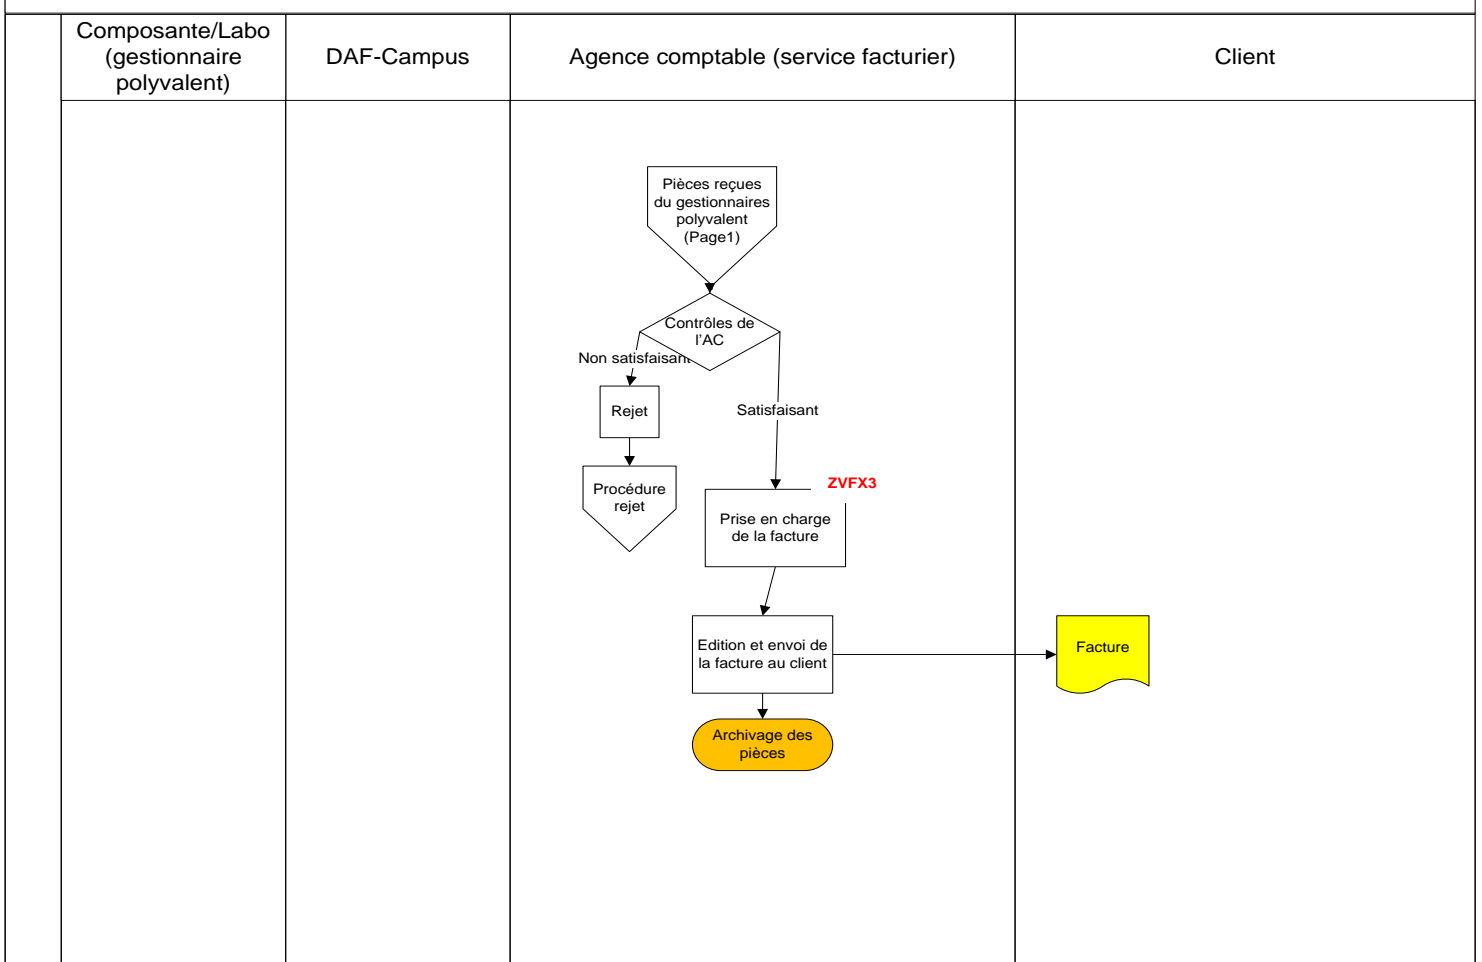 Composante/Labo
(gestionnaire
polyvalent)
DAF-Campus
Agence comptable (service facturier)
Client
Pièces reçues
du gestionnaires
polyvalent
(Page1)
Contrôles de
l'AC
Non satisfaisant
Rejet
Satisfaisant
Procédure
rejet
ZVFX3
Prise en charge
de la facture
Edition et envoi de
la facture au client
Facture
Archivage des
pièces